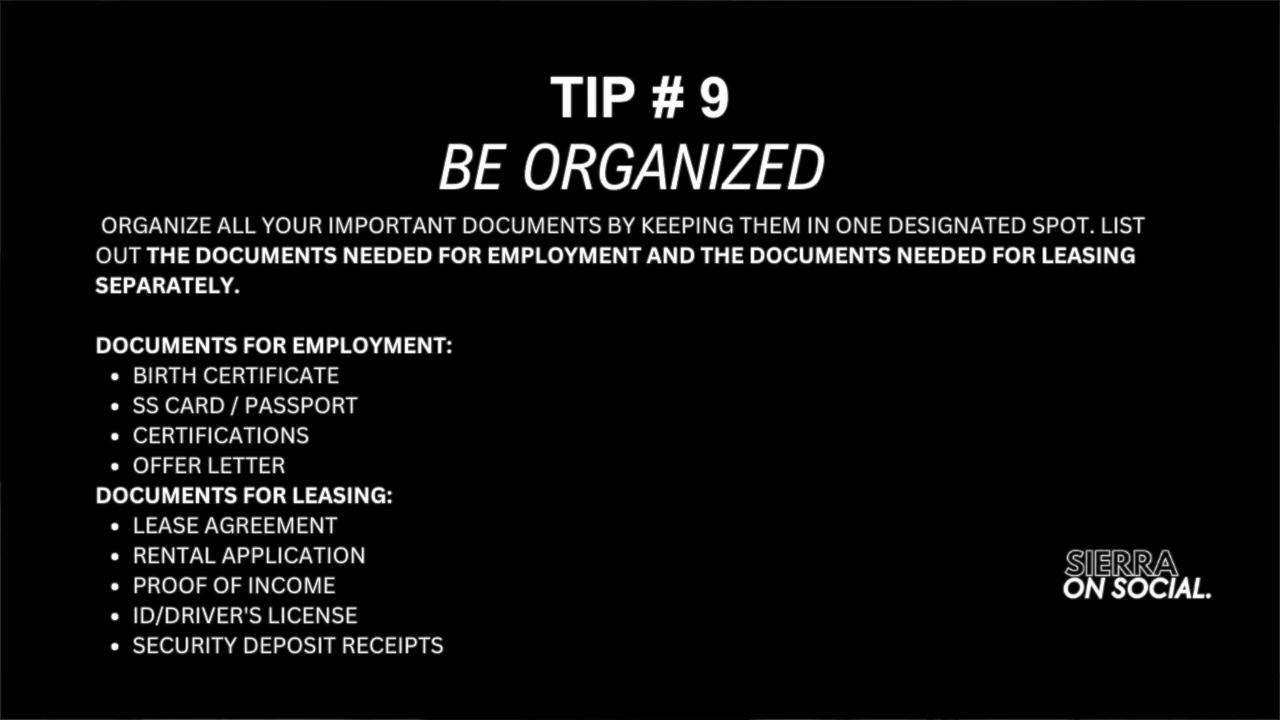 TIP # 9
BE ORGANIZED
ORGANIZE ALL YOUR IMPORTANT DOCUMENTS BY KEEPING THEM IN ONE DESIGNATED SPOT. LIST
OUT THE DOCUMENTS NEEDED FOR EMPLOYMENT AND THE DOCUMENTS NEEDED FOR LEASING
SEPARATELY.
DOCUMENTS FOR EMPLOYMENT:
• BIRTH CERTIFICATE
• SS CARD / PASSPORT
• CERTIFICATIONS
• OFFER LETTER
DOCUMENTS FOR LEASING:
• LEASE AGREEMENT
• RENTAL APPLICATION
• PROOF OF INCOME
• ID/DRIVER'S LICENSE
• SECURITY DEPOSIT RECEIPTS
SIERRA
ON SOCIAL.